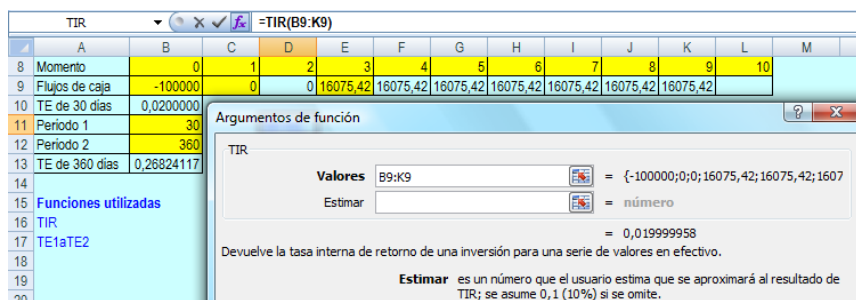 TIR =TIR(B9:K9)
A B C D E F G H I J K L M
8 Momento 0 1 2 3 4 5 6 7 8 9 10
9 Flujos de caja -100000 0 0 16075,42 16075,42 16075,42 16075,42 16075,42 16075,42 16075,42
10 TE de 30 días 0,0200000
11 Período 1 30
12 Período 2 360
13 TE de 360 días 0,26824117
14
15 Funciones utilizadas
16 TIR
17 TE1aTE2
18
19
20
Argumentos de función
TIR
Valores B9:K9 = {-100000;0;0;16075,42;16075,42;1607
Estimar = número
= 0,019999958
Devuelve la tasa interna de retorno de una inversión para una serie de valores en efectivo.
Estimar es un número que el usuario estima que se aproximará al resultado de
TIR; se asume 0,1 (10%) si se omite.